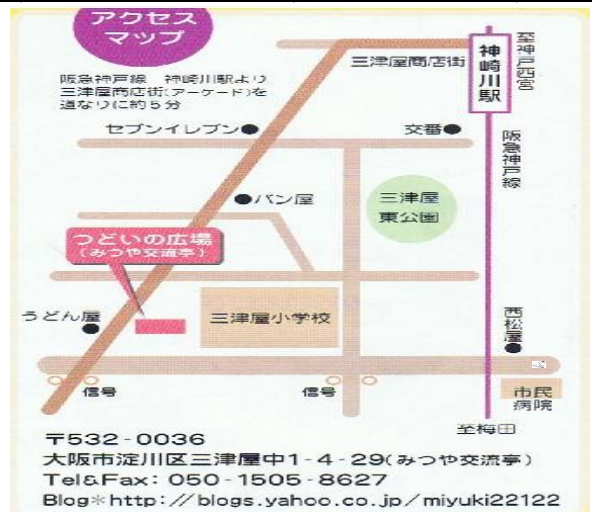 アクセス
マップ
阪急神戸線 神崎川駅より
三津屋商店街(アーケード)を
道なりに約5分
三津屋商店街
神崎川駅
至神戸西宮
阪急神戸線
セブンイレブン
交番
パン屋
三津屋
東公園
つどいの広場
(みつや交流亭)
うどん屋
三津屋小学校
西松屋
信号
信号
市民
病院
至梅田
〒532-0036
大阪市淀川区三津屋中1-4-29(みつや交流亭)
Tel&Fax: 050-1505-8627
Blog*http://blogs.yahoo.co.jp/miyuki22122